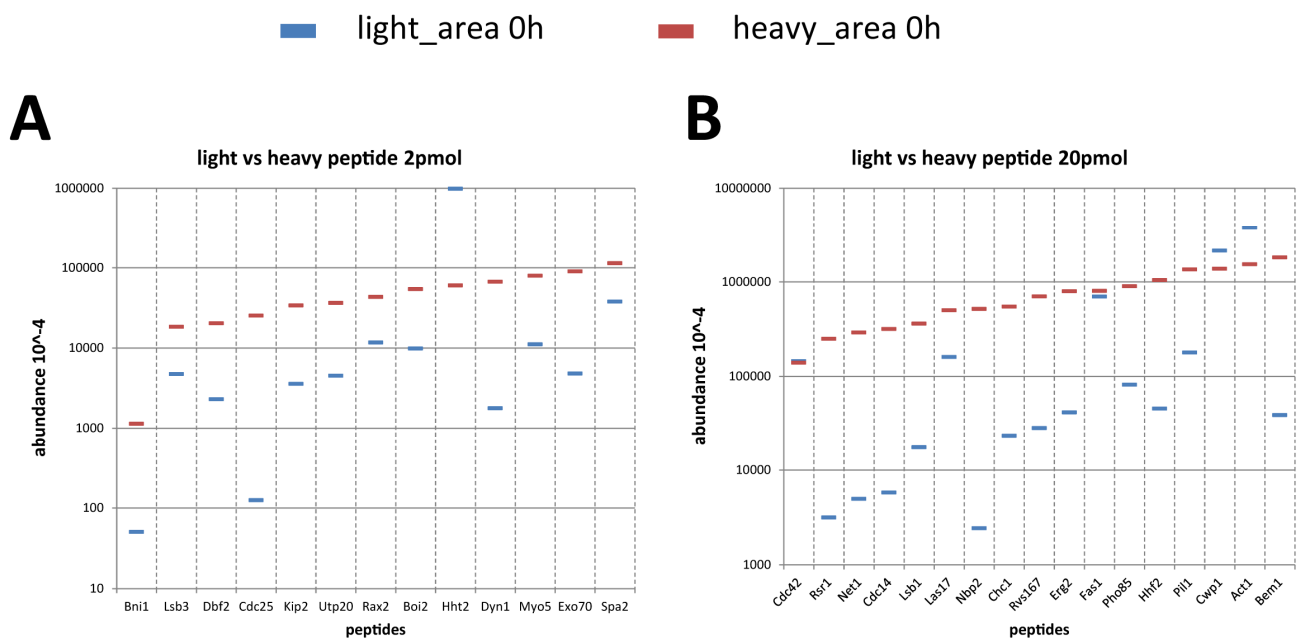 light_area 0h heavy_area 0h
A
light vs heavy peptide 2pmol
1000000
100000
10000
1000
100
10
abundance 10^-4
Bni1 Lsb3 Dbf2 Cdc25 Kip2 Utp20 Rax2 Boi2 Hht2 Dyn1 Myo5 Exo70 Spa2
peptides
B
light vs heavy peptide 20pmol
10000000
1000000
100000
10000
1000
abundance 10^-4
Cdc42 Rsr1 Net1 Cdc14 Lsb1 Las17 Nbp2 Chc1 Rvs167 Erg2 Fas1 Pho85 Hhf2 Pil1 Cwp1 Act1 Bem1
peptides